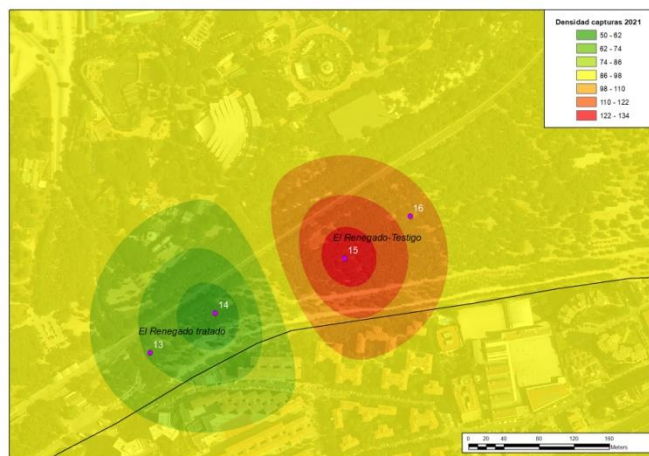 Densidad capturas 2021
50 - 62
62 - 74
74 - 86
86 - 98
98 - 110
110 - 122
122 - 134
16
El Renegado-Testigo
15
14
El Renegado tratado
13
0 10 20 40 80 120 160
Meters